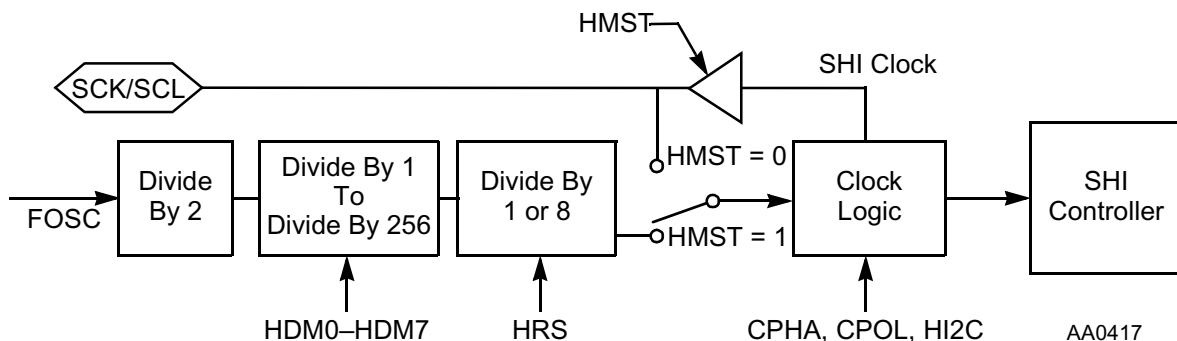 HMST
SCK/SCL
SHI Clock
FOSC
Divide
By 2
Divide By 1
To
Divide By 256
Divide By
1 or 8
HMST = 0
HMST = 1
Clock
Logic
SHI
Controller
HDM0–HDM7
HRS
CPHA, CPOL, HI2C
AA0417